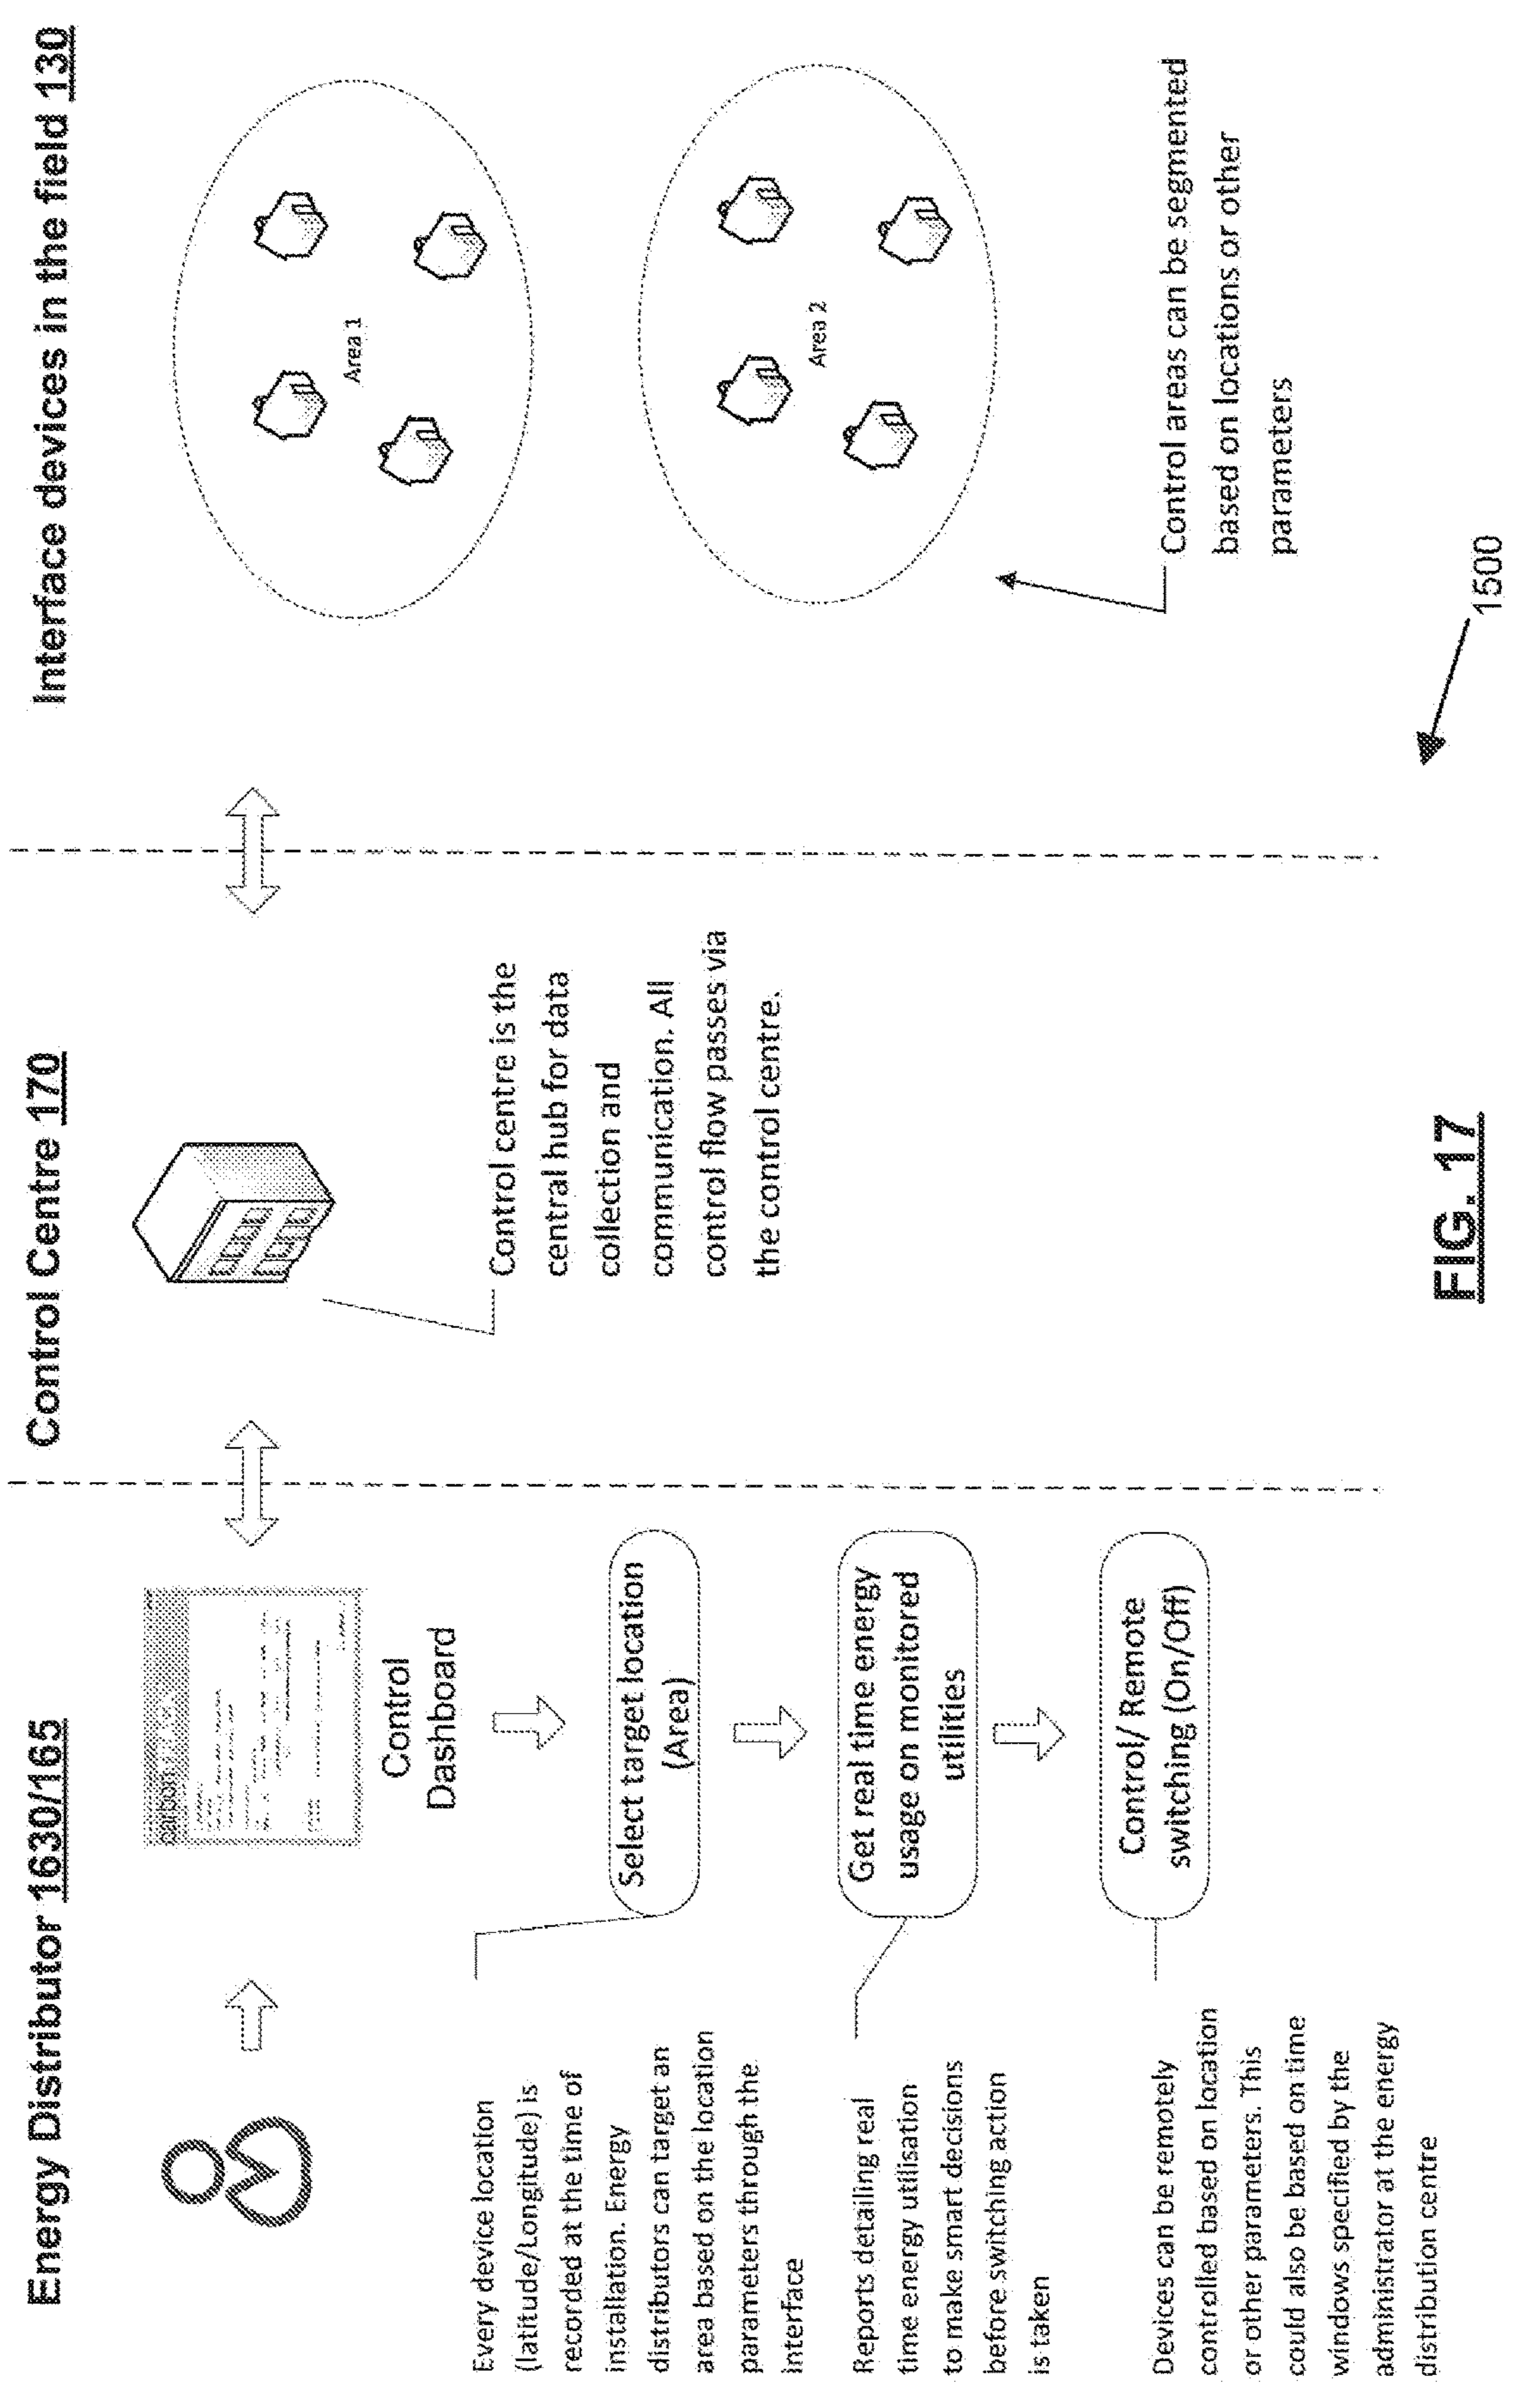 Energy Distributor 1630/165
Control Centre 170
Interface devices in the field 130
Control
Dashboard
Select target location
(Area)
Get real time energy
usage on monitored
utilities
Control/ Remote
switching (On/Off)
Every device location
(latitude/Longitude) is
recorded at the time of
installation. Energy
distributors can target an
area based on the location
parameters through the
interface
Reports detailing real
time energy utilisation
to make smart decisions
before switching action
is taken
Devices can be remotely
controlled based on location
or other parameters. This
could also be based on time
windows specified by the
administrator at the energy
distribution centre
Control centre is the
central hub for data
collection and
communication. All
control flow passes via
the control centre.
Area 1
Area 2
Control areas can be segmented
based on locations or other
parameters
1500
FIG. 17